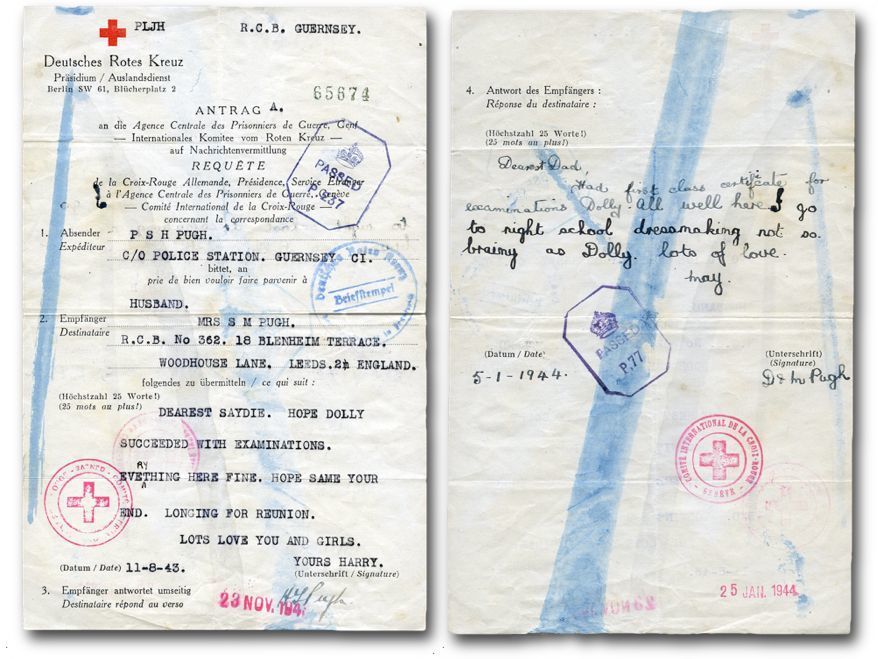 PLJH R.C.B. GUERNSEY.
Deutsches Rotes Kreuz
Präsidium / Auslandsdienst
Berlin SW 61, Blücherplatz 2
65674
ANTRAG A.
an die Agence Centrale des Prisonniers de Guerre, Genf
— Internationales Komitee vom Roten Kreuz —
auf Nachrichtenvermittlung
REQUÊTE
de la Croix-Rouge Allemande, Présidence, Service Etranger
à l'Agence Centrale des Prisonniers de Guerre, Genève
— Comité International de la Croix-Rouge —
concernant la correspondance
PASSED
P.237
1. Absender P S H PUGH.
Expéditeur
C/O POLICE STATION. GUERNSEY CI.
bittet, an
prie de bien vouloir faire parvenir à
Deutsches Rotes Kreuz
Briefstempel
HUSBAND.
2. Empfänger MRS S M PUGH.
Destinataire R.C.B. No 362. 18 BLENHEIM TERRACE.
WOODHOUSE LANE. LEEDS. ENGLAND.
folgendes zu übermitteln / ce qui suit :
(Höchstzahl 25 Worte!)
(25 mots au plus!)
DEAREST SAYDIE. HOPE DOLLY
SUCCEEDED WITH EXAMINATIONS.
RY
EVETHING HERE FINE. HOPE SAME YOUR
END. LONGING FOR REUNION.
LOTS LOVE YOU AND GIRLS.
YOURS HARRY.
(Datum / Date) 11-8-43. (Unterschrift / Signature)
3. Empfänger antwortet umseitig
Destinataire répond au verso
23 NOV. 194
Pugh
4. Antwort des Empfängers :
Réponse du destinataire :
(Höchstzahl 25 Worte!)
(25 mots au plus!)
Dearest Dad,
Had first class certificate for
examinations Dolly All well here. I go
to night school dressmaking not so
brainy as Dolly. lots of love.
may.
PASSED
P.77
(Datum / Date) (Unterschrift)
(Signature)
5-1-1944. D & M Pugh
COMITÉ INTERNATIONAL DE LA CROIX-ROUGE
GENÈVE
25 JAN. 1944